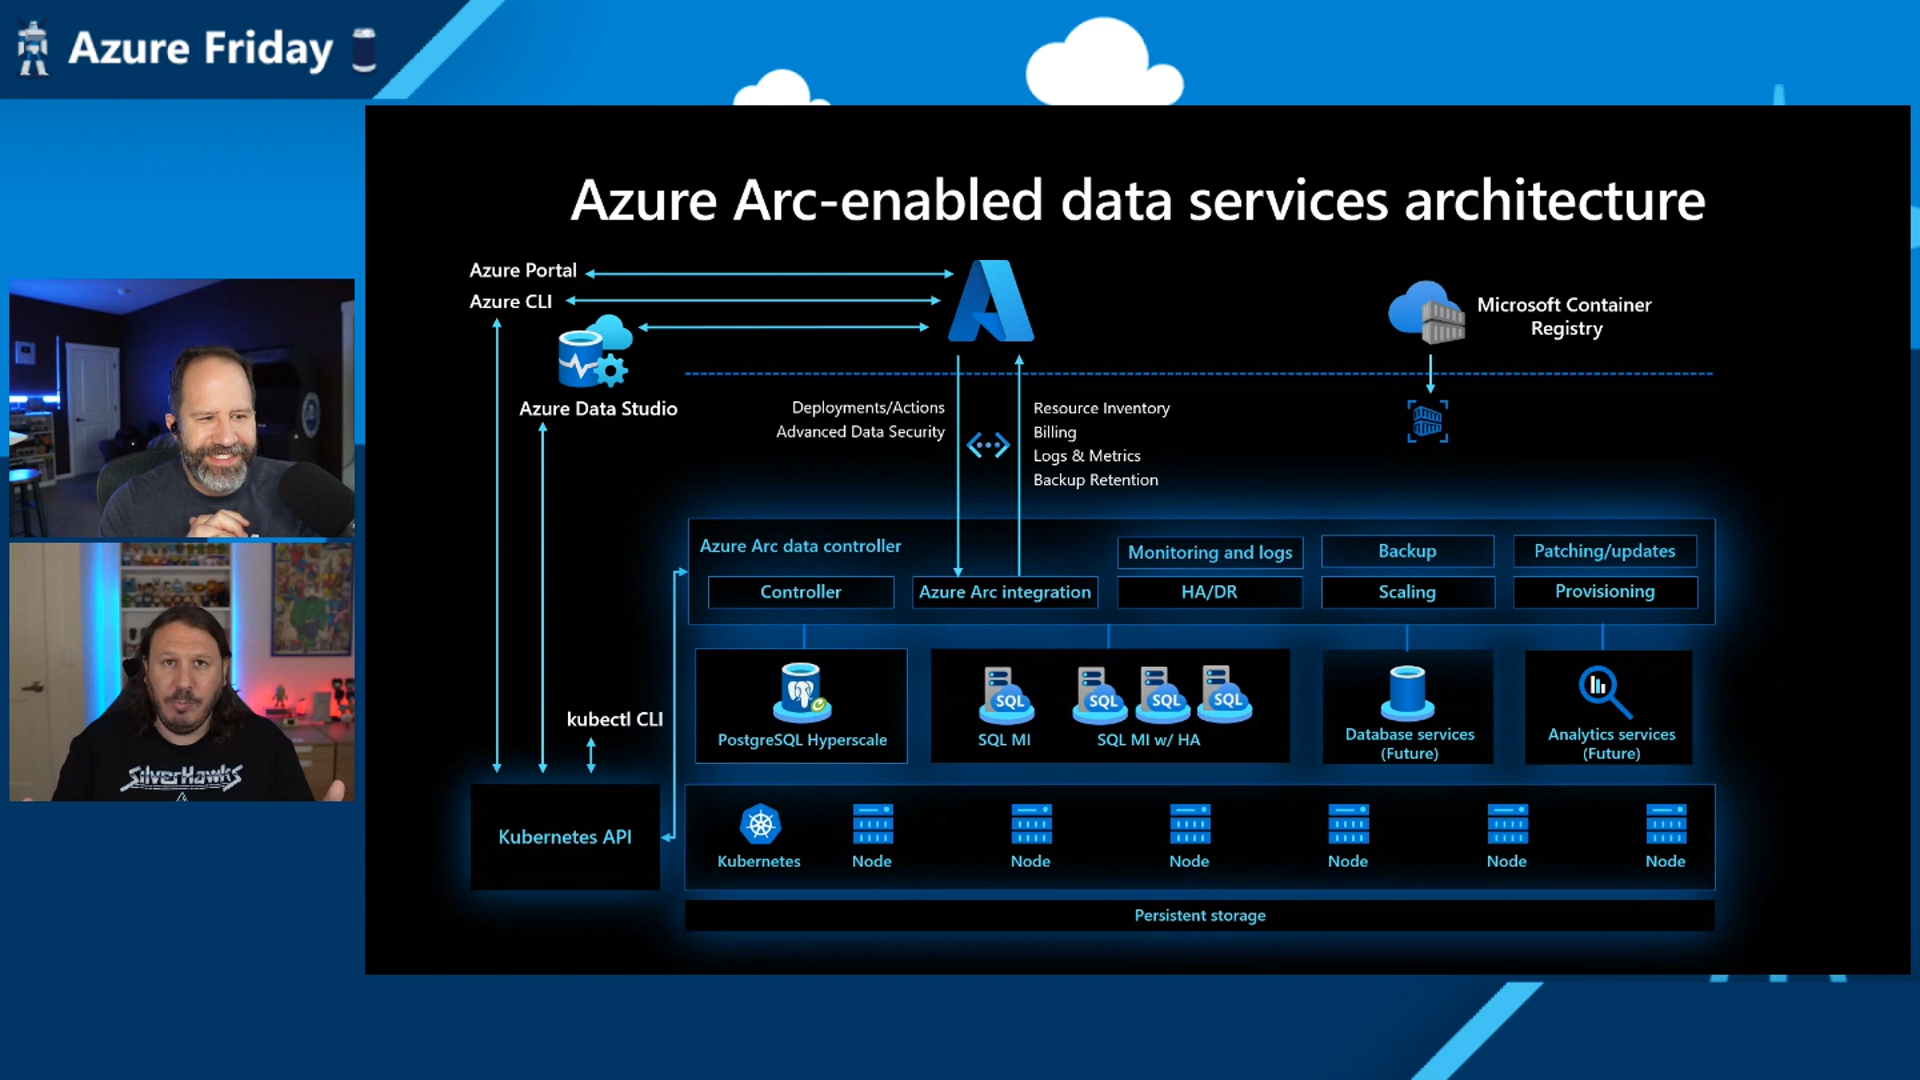 Azure Friday
Azure Arc-enabled data services architecture
Azure Portal
Azure CLI
Azure Data Studio
Microsoft Container
Registry
Deployments/Actions
Advanced Data Security
Resource Inventory
Billing
Logs & Metrics
Backup Retention
Azure Arc data controller
Monitoring and logs
Backup
Patching/updates
Controller
Azure Arc integration
HA/DR
Scaling
Provisioning
kubectl CLI
SQL
SQL
SQL
SQL
PostgreSQL Hyperscale
SQL MI
SQL MI w/ HA
Database services
(Future)
Analytics services
(Future)
Kubernetes API
Kubernetes
Node
Node
Node
Node
Node
Node
Persistent storage
SilverHawks